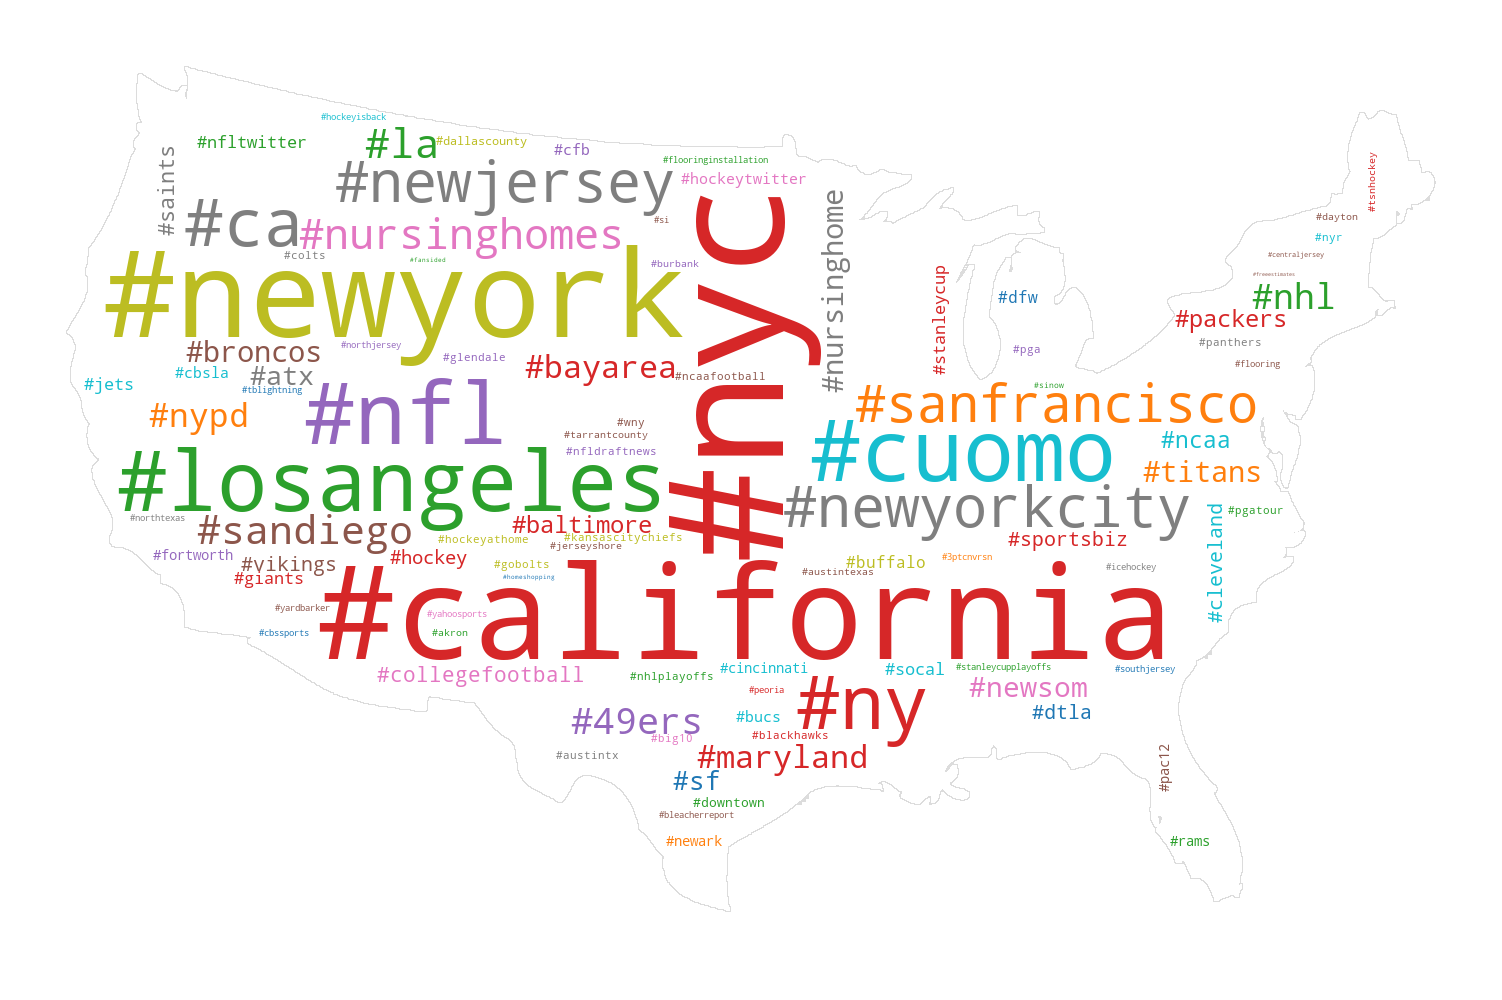 #hockeyisback
#nfltwitter
#la
#dallascounty
#cfb
#flooringinstallation
#hockeytwitter
#saints
#newjersey
#nursinghome
#tsnhockey
#ca
#nursinghomes
#si
#dayton
#nyr
#colts
#fansided
#burbank
#centraljersey
#freeestimates
#newyork
#nyc
#stanleycup
#dfw
#nhl
#packers
#broncos
#northjersey
#glendale
#pga
#panthers
#cbsla
#atx
#bayarea
#ncaafootball
#flooring
#jets
#tblightning
#sinow
#nypd
#nfl
#sanfrancisco
#wny
#tarrantcounty
#nfldraftnews
#cuomo
#ncaa
#titans
#losangeles
#newyorkcity
#northtexas
#sandiego
#baltimore
#cleveland
#pgatour
#hockeyathome
#kansascitychiefs
#sportsbiz
#jerseyshore
#fortworth
#hockey
#vikings
#gobolts
#buffalo
#3ptcnvrsn
#icehockey
#giants
#homeshopping
#austintexas
#california
#yardbarker
#yahoosports
#cbssports
#akron
#collegefootball
#nhlplayoffs
#cincinnati
#socal
#stanleycupplayoffs
#southjersey
#peoria
#ny
#newsom
#49ers
#bucs
#dtla
#big10
#blackhawks
#austintx
#maryland
#pac12
#sf
#downtown
#bleacherreport
#newark
#rams